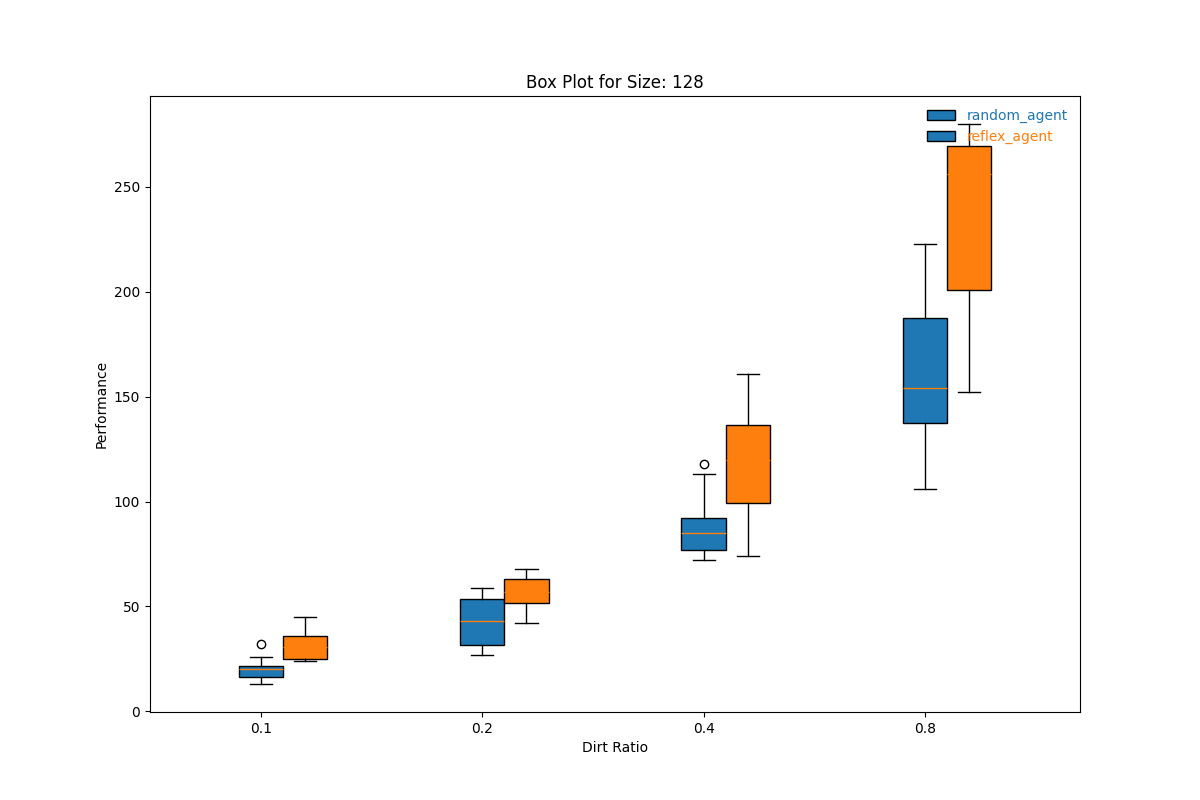 Box Plot for Size: 128
random_agent
reflex_agent
Performance
250
200
150
100
50
0
0.1 0.2 0.4 0.8
Dirt Ratio